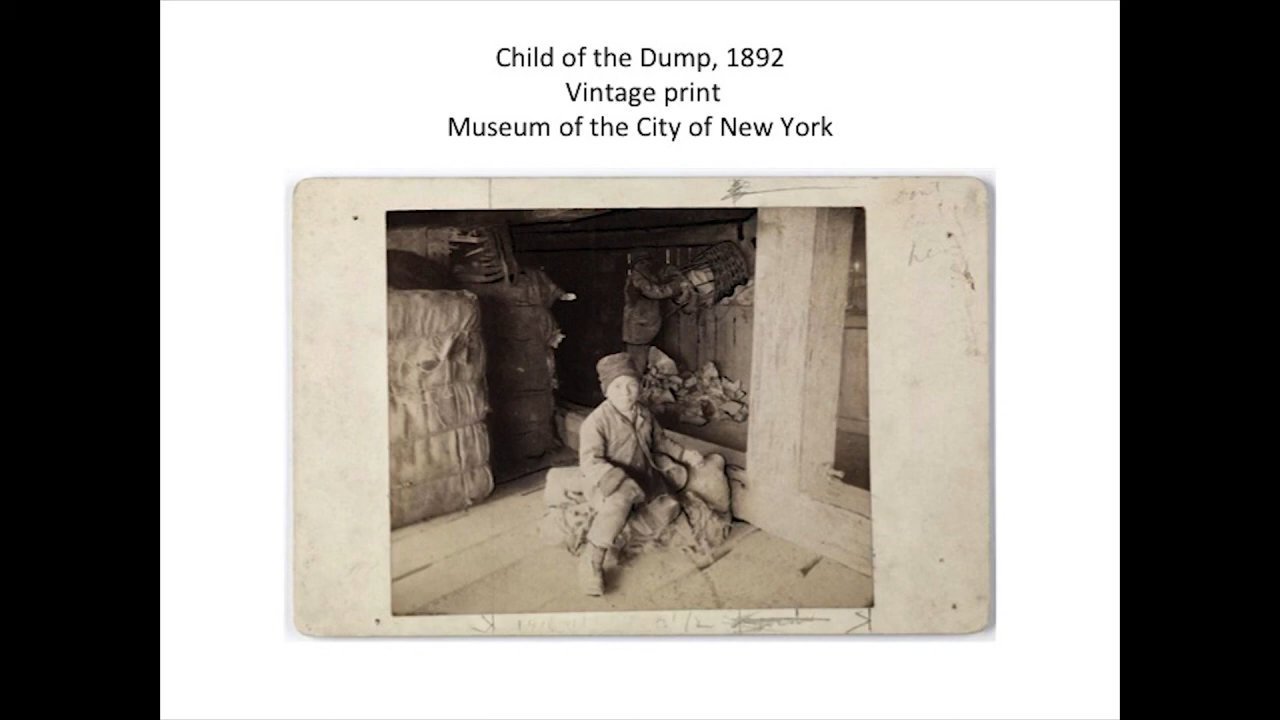 Child of the Dump, 1892
Vintage print
Museum of the City of New York